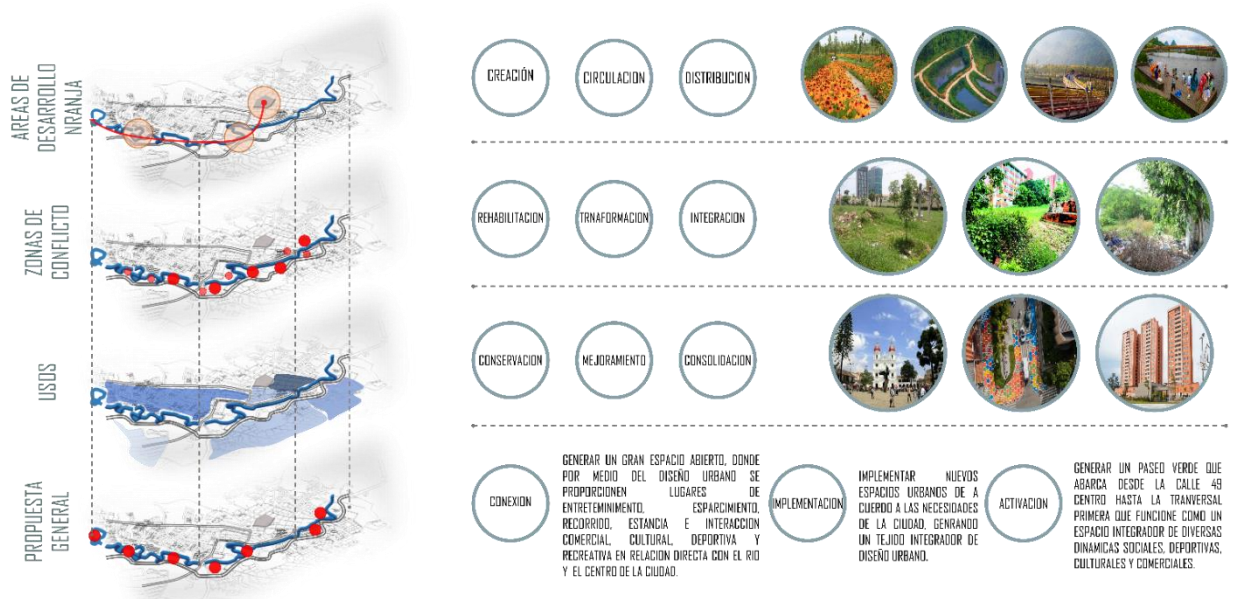 AREAS DE
DESARROLLO
NRANJA
CREACIÓN
CIRCULACION
DISTRIBUCION
ZONAS DE
CONFLICTO
REHABILITACION
TRNAFORMACION
INTEGRACION
USOS
CONSERVACION
MEJORAMIENTO
CONSOLIDACION
PROPUESTA
GENERAL
CONEXION
GENERAR UN GRAN ESPACIO ABIERTO, DONDE
POR MEDIO DEL DISEÑO URBANO SE
PROPORCIONEN LUGARES DE
ENTRETENIMINETO, ESPARCIMIENTO,
RECORRIDO, ESTANCIA E INTERACCION
COMERCIAL, CULTURAL, DEPORTIVA Y
RECREATIVA EN RELACION DIRECTA CON EL RIO
Y EL CENTRO DE LA CIUDAD.
IMPLEMENTACION
IMPLEMENTAR NUEVOS
ESPACIOS URBANOS DE A
CUERDO A LAS NECESIDADES
DE LA CIUDAD, GENRANDO
UN TEJIDO INTEGRADOR DE
DISEÑO URBANO.
ACTIVACION
GENERAR UN PASEO VERDE QUE
ABARCA DESDE LA CALLE 49
CENTRO HASTA LA TRANVERSAL
PRIMERA QUE FUNCIONE COMO UN
ESPACIO INTEGRADOR DE DIVERSAS
DINAMICAS SOCIALES, DEPORTIVAS,
CULTURALES Y COMERCIALES.